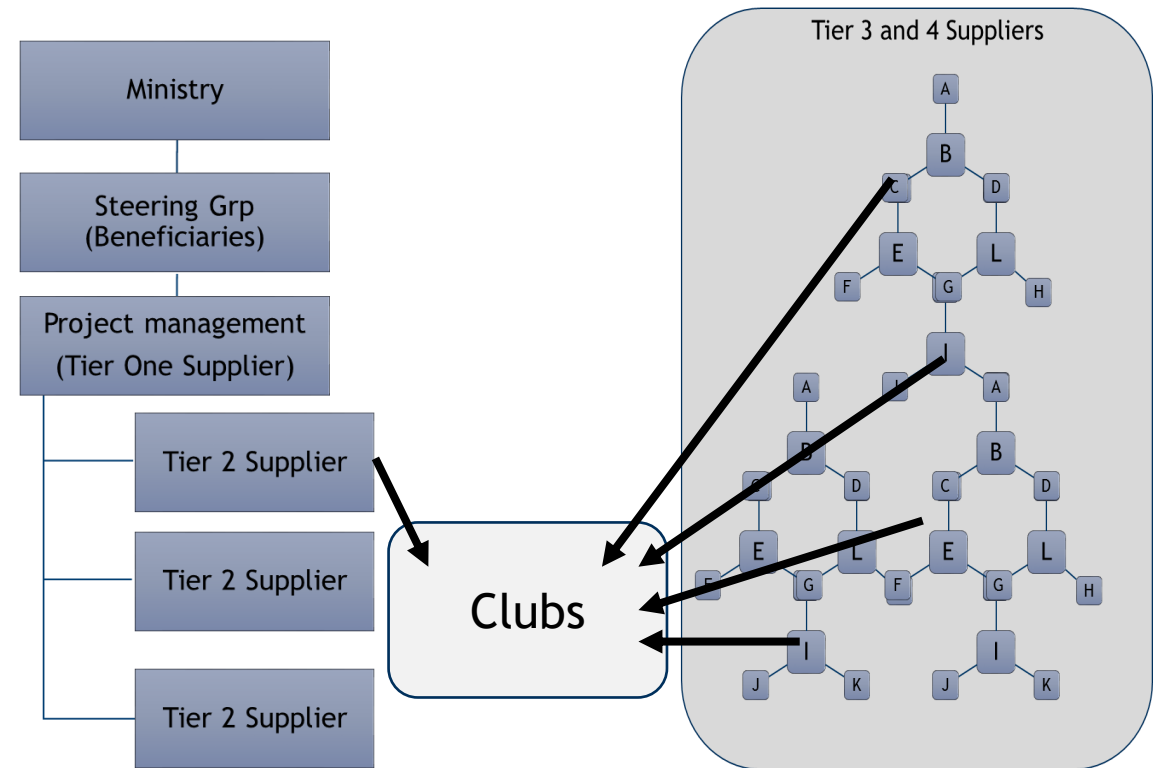 Tier 3 and 4 Suppliers
Ministry
Steering Grp
(Beneficiaries)
Project management
(Tier One Supplier)
Tier 2 Supplier
Tier 2 Supplier
Tier 2 Supplier
Clubs
A
B
C
D
E
L
F
G
H
I
J
A
A
B
B
C
D
C
D
E
L
E
L
F
G
F
G
H
I
I
J
K
J
K